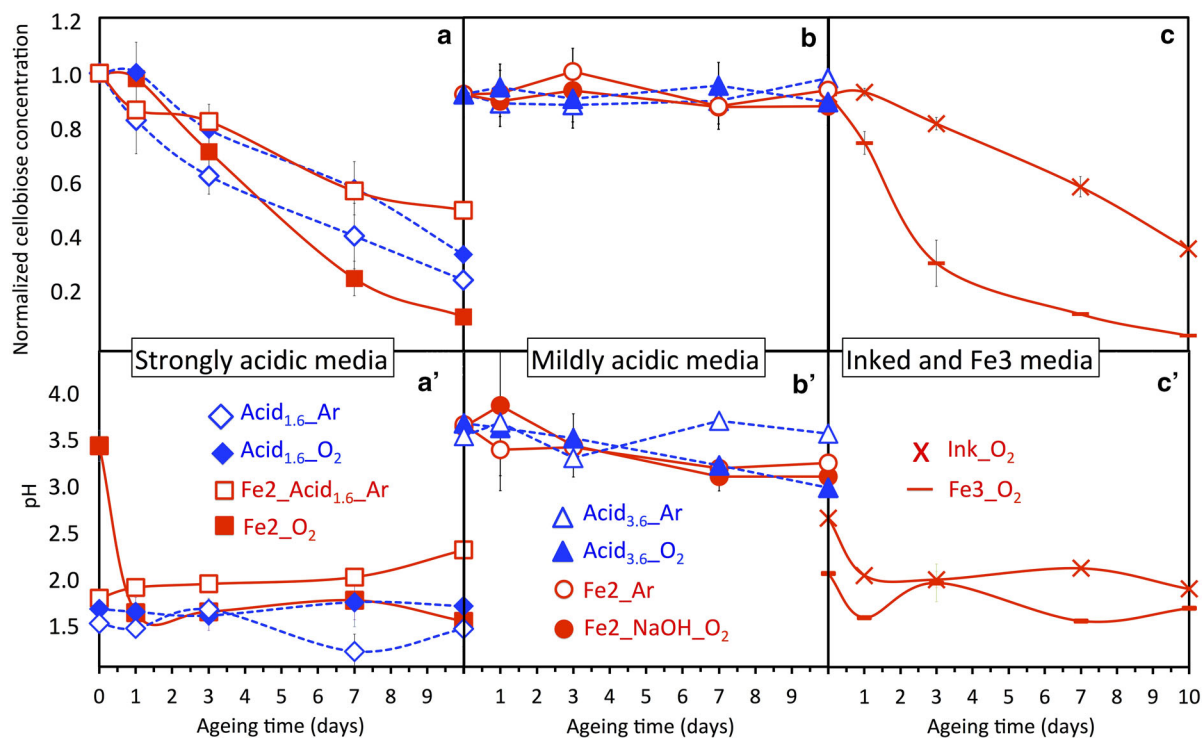 Normalized cellobiose concentration
1.2
1.0
0.8
0.6
0.4
0.2
a
b
c
Strongly acidic media
Mildly acidic media
Inked and Fe3 media
pH
4.0
3.5
3.0
2.5
2.0
1.5
a'
Acid1.6_Ar
Acid1.6_O2
Fe2_Acid1.6_Ar
Fe2_O2
b'
Acid3.6_Ar
Acid3.6_O2
Fe2_Ar
Fe2_NaOH_O2
c'
Ink_O2
Fe3_O2
0 1 2 3 4 5 6 7 8 9
0 1 2 3 4 5 6 7 8 9
0 1 2 3 4 5 6 7 8 9 10
Ageing time (days)
Ageing time (days)
Ageing time (days)